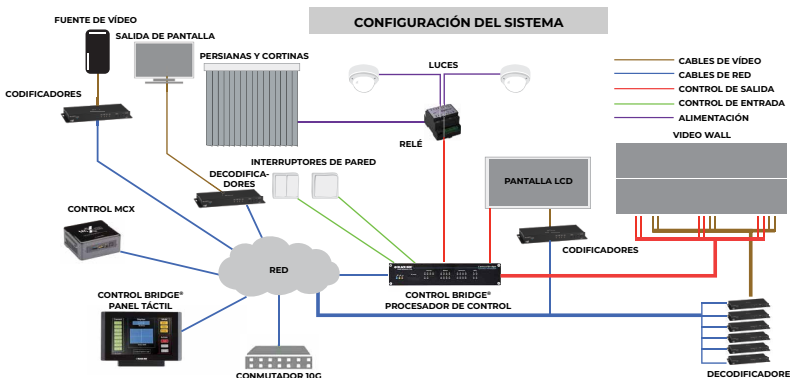 CONFIGURACIÓN DEL SISTEMA
FUENTE DE VÍDEO
SALIDA DE PANTALLA
PERSIANAS Y CORTINAS
LUCES
CABLES DE VÍDEO
CABLES DE RED
CONTROL DE SALIDA
CONTROL DE ENTRADA
ALIMENTACIÓN
CODIFICADORES
VIDEO WALL
RELÉ
INTERRUPTORES DE PARED
DECODIFICA-
DORES
PANTALLA LCD
CONTROL MCX
CODIFICADORES
RED
CONTROL BRIDGE®
PROCESADOR DE CONTROL
CONTROL BRIDGE®
PANEL TÁCTIL
CONMUTADOR 10G
DECODIFICADORE